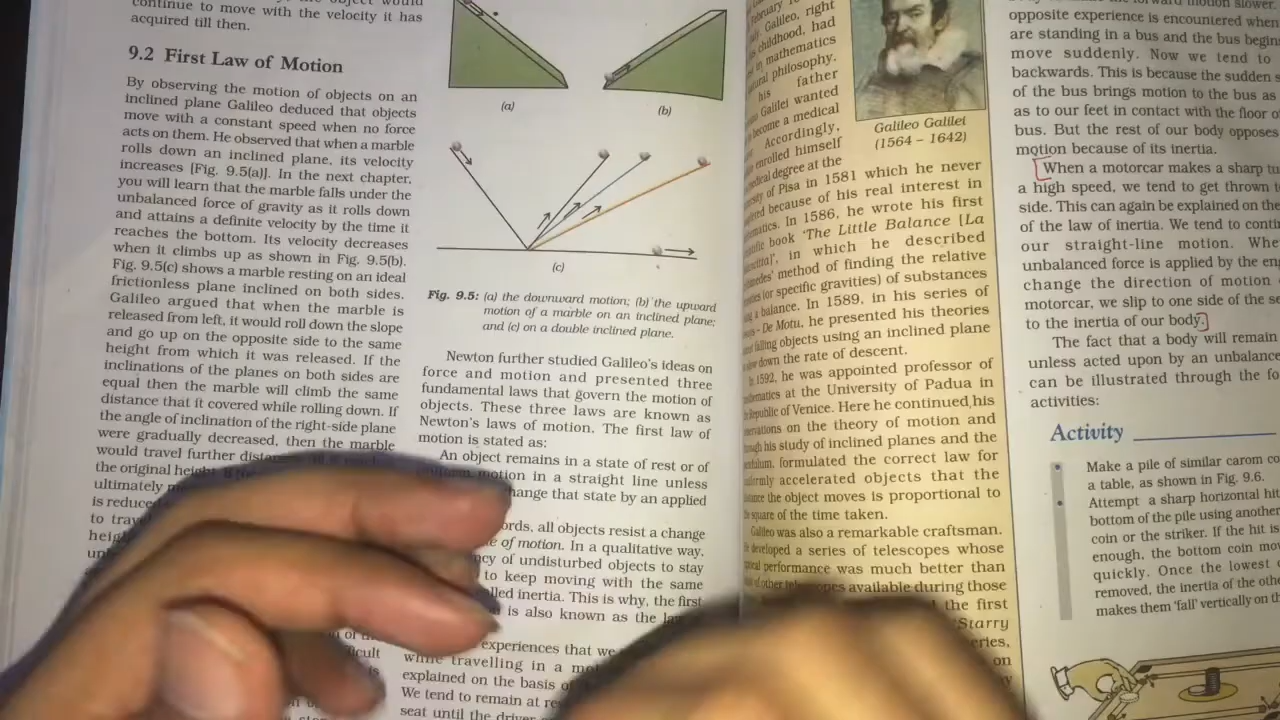 continue to move with the velocity it has
acquired till then.
9.2 First Law of Motion
By observing the motion of objects on an
inclined plane Galileo deduced that objects
move with a constant speed when no force
acts on them. He observed that when a marble
rolls down an inclined plane, its velocity
increases [Fig. 9.5(a)]. In the next chapter,
you will learn that the marble falls under the
unbalanced force of gravity as it rolls down
and attains a definite velocity by the time it
reaches the bottom. Its velocity decreases
when it climbs up as shown in Fig. 9.5(b).
Fig. 9.5(c) shows a marble resting on an ideal
frictionless plane inclined on both sides.
Galileo argued that when the marble is
released from left, it would roll down the slope
and go up on the opposite side to the same
height from which it was released. If the
inclinations of the planes on both sides are
equal then the marble will climb the same
distance that it covered while rolling down. If
the angle of inclination of the right-side plane
were gradually decreased, then the marble
would travel further
the original
ultimately
is
to
(a)
(b)
(c)
Fig. 9.5: (a) the downward motion; (b) the upward
motion of a marble on an inclined plane;
and (c) on a double inclined plane.
Newton further studied Galileo's ideas on
force and motion and presented three
fundamental laws that govern the motion of
objects. These three laws are known as
Newton's laws of motion. The first law of
motion is stated as:
An object remains in a state of rest or of
uniform motion in a straight line unless
that state by an applied
all objects resist a change
of motion. In a qualitative way,
of undisturbed objects to stay
to keep moving with the same
inertia. This is why, the first
is also known as the
experiences that we
while travelling in a
explained on the basis
We tend to remain at
seat until the
Galileo, right
childhood, had
in mathematics
philosophy.
his father
Galilei wanted
become a medical
Accordingly,
enrolled himself
degree at the
of Pisa in 1581 which he never
because of his real interest in
In 1586, he wrote his first
book 'The Little Balance [La
in which he described
method of finding the relative
(or specific gravities) of substances
a balance. In 1589, in his series of
- De Motu, he presented his theories
falling objects using an inclined plane
down the rate of descent.
In 1592, he was appointed professor of
at the University of Padua in
Republic of Venice. Here he continued his
on the theory of motion and
his study of inclined planes and the
formulated the correct law for
accelerated objects that the
the object moves is proportional to
square of the time taken.
Galileo was also a remarkable craftsman.
developed a series of telescopes whose
performance was much better than
other telescopes available during those
the first
Starry
on
Galileo Galilei
(1564 – 1642)
motion slower.
opposite experience is encountered when
are standing in a bus and the bus begins
move suddenly. Now we tend to
backwards. This is because the sudden
of the bus brings motion to the bus as
as to our feet in contact with the floor of
bus. But the rest of our body opposes
motion because of its inertia.
When a motorcar makes a sharp
a high speed, we tend to get thrown
side. This can again be explained on the
of the law of inertia. We tend to
our straight-line motion.
unbalanced force is applied by the
change the direction of motion
motorcar, we slip to one side of the
to the inertia of our body.
The fact that a body will remain
unless acted upon by an
can be illustrated through the
activities:
Activity
• Make a pile of similar carom
a table, as shown in Fig. 9.6.
• Attempt a sharp horizontal hit
bottom of the pile using another
coin or the striker. If the hit is
enough, the bottom coin
quickly. Once the lowest
removed, the inertia of the
makes them 'fall' vertically on